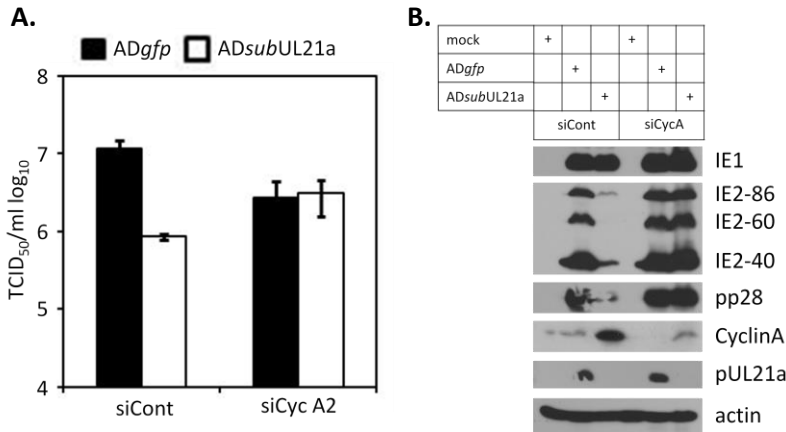 A.
ADgfp ADsubUL21a
8
7
6
5
4
TCID50/ml log10
siCont siCyc A2
B.
mock + +
ADgfp + +
ADsubUL21a + +
siCont siCycA
IE1
IE2-86
IE2-60
IE2-40
pp28
CyclinA
pUL21a
actin